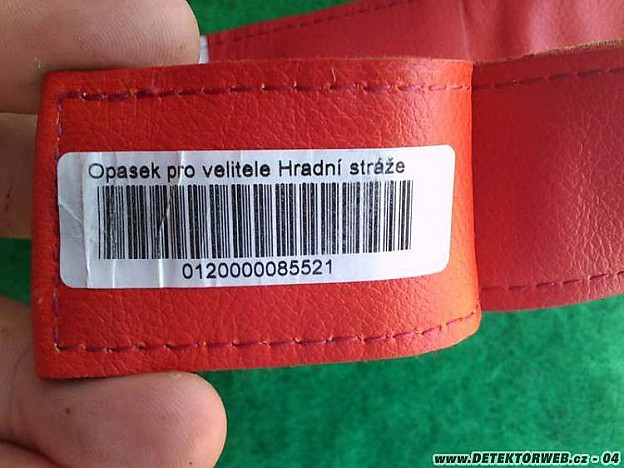 Opasek pro velitele Hradní stráže
0120000085521
www.DETEKTORWEB.cz - 04